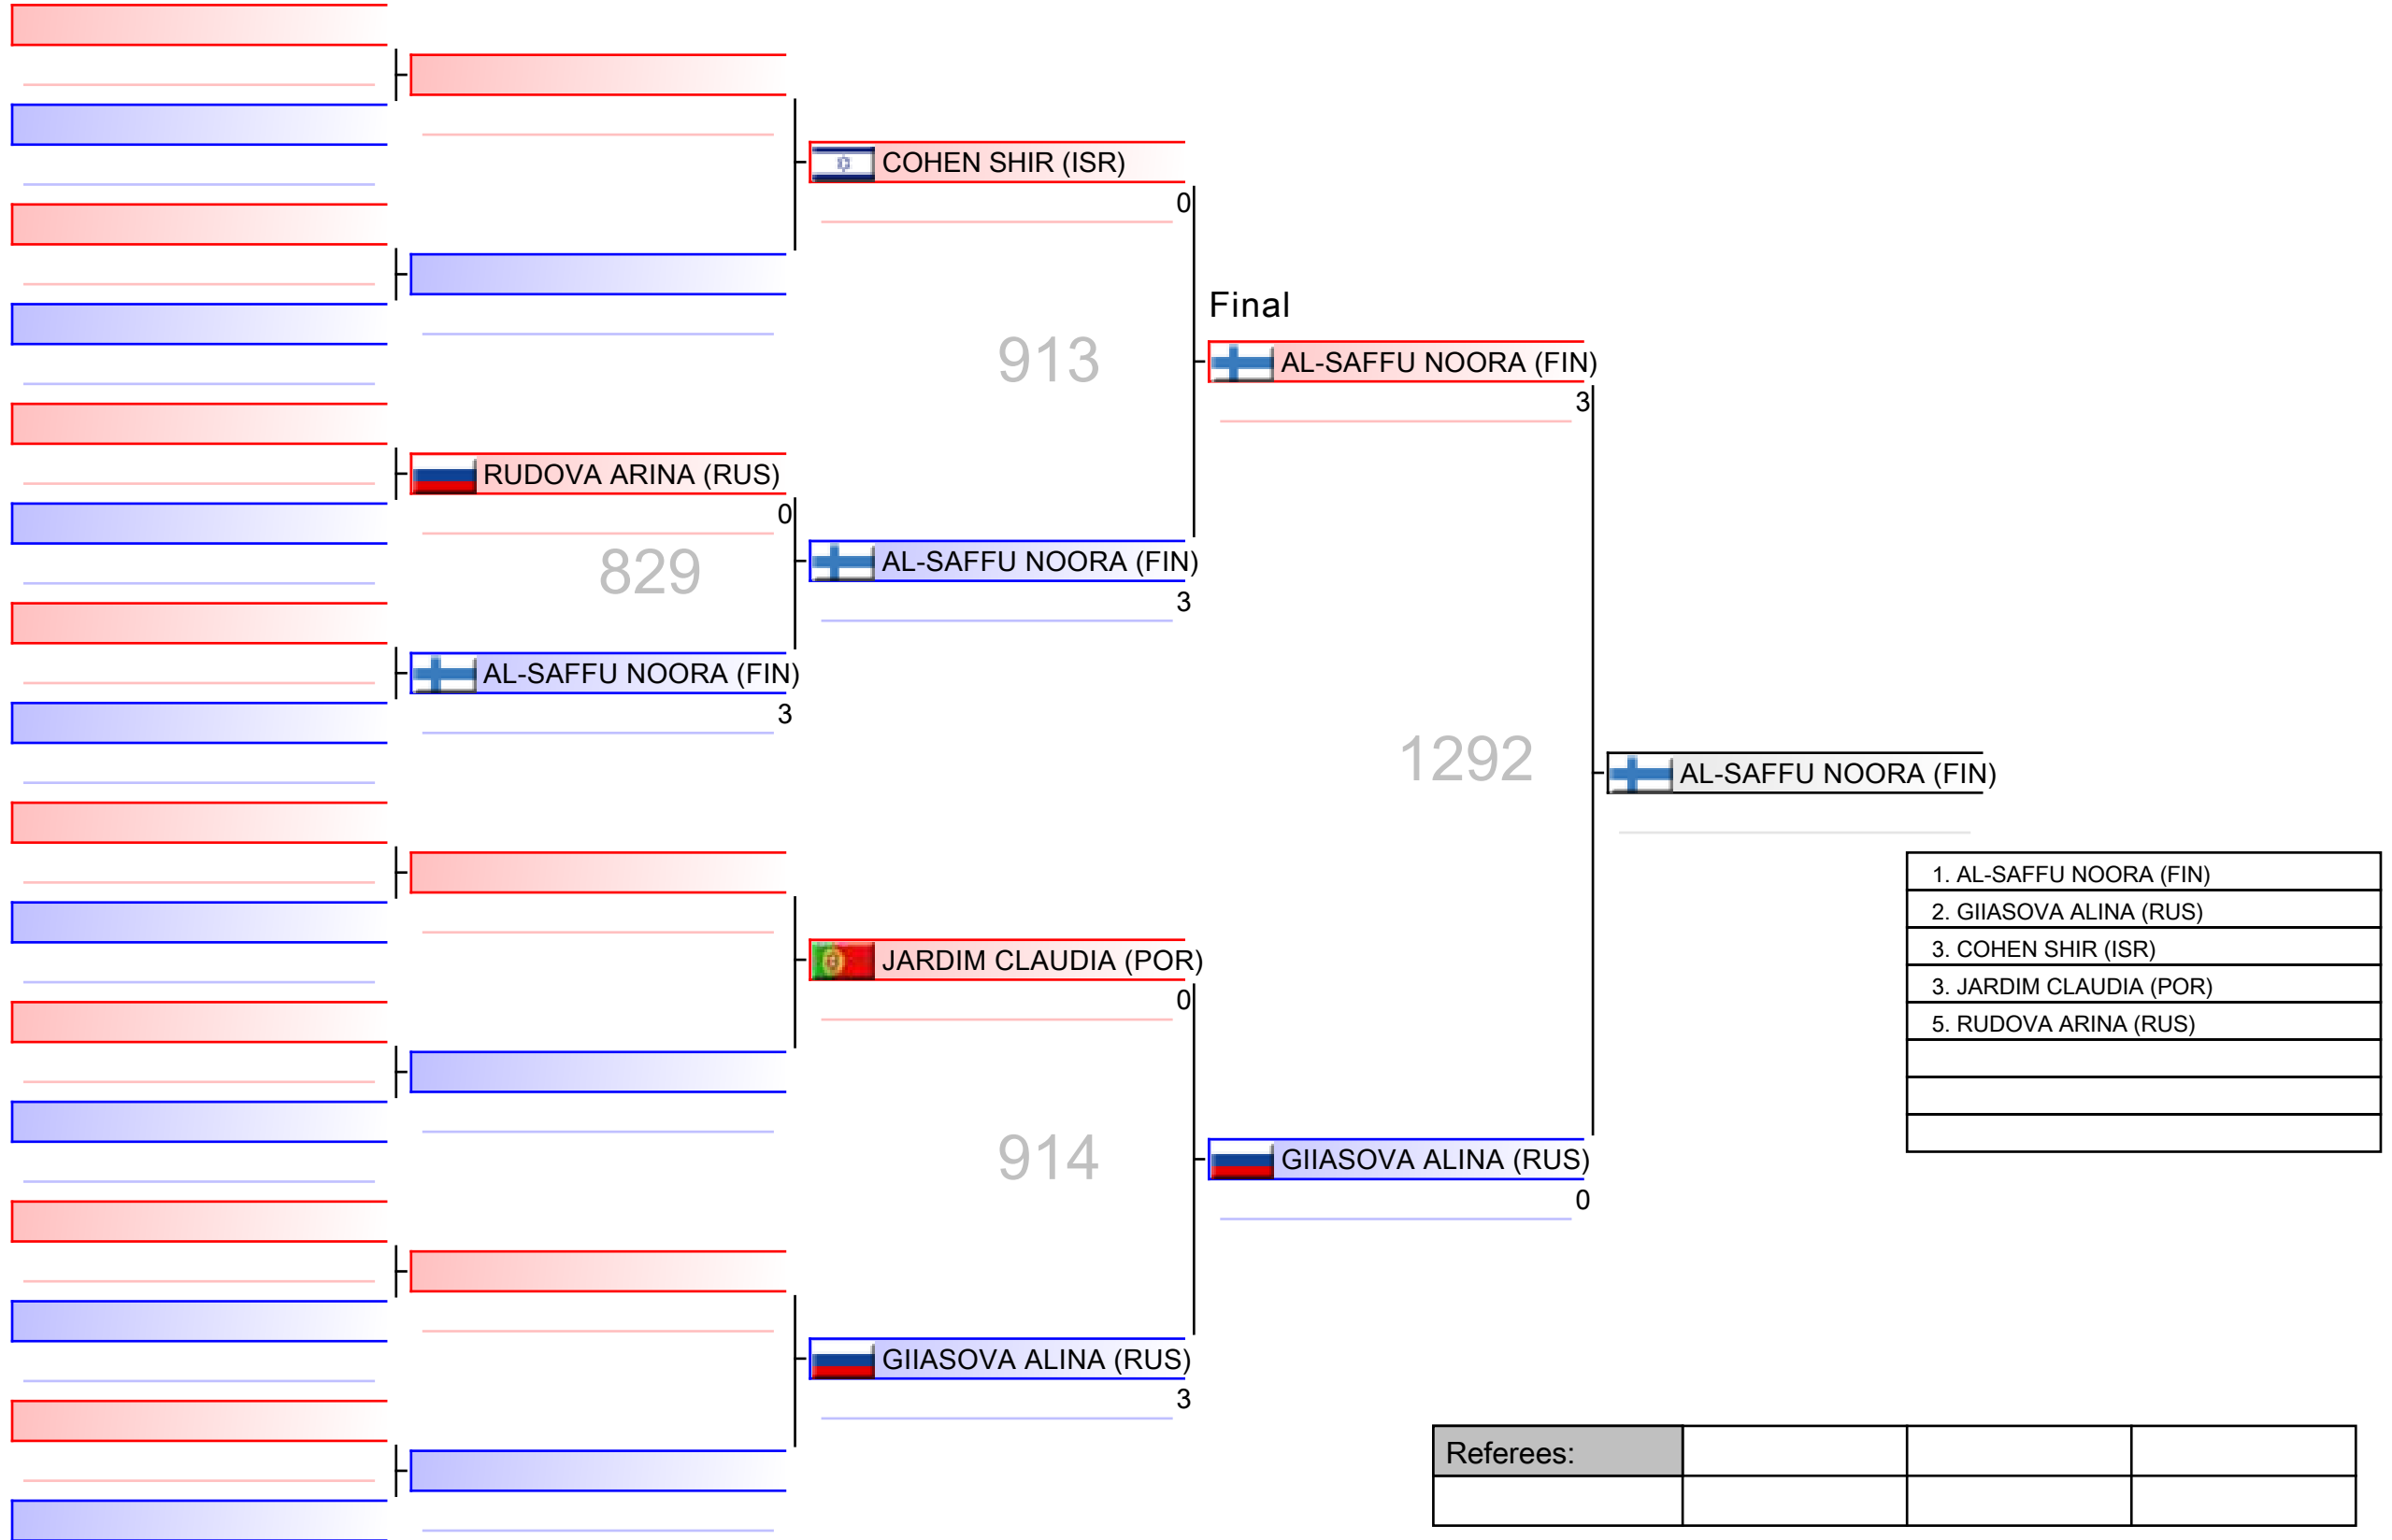 COHEN SHIR (ISR)
0
913
Final
AL-SAFFU NOORA (FIN)
3
RUDOVA ARINA (RUS)
0
829
AL-SAFFU NOORA (FIN)
3
AL-SAFFU NOORA (FIN)
3
1292
AL-SAFFU NOORA (FIN)
JARDIM CLAUDIA (POR)
0
914
GIIASOVA ALINA (RUS)
0
GIIASOVA ALINA (RUS)
3
1. AL-SAFFU NOORA (FIN)
2. GIIASOVA ALINA (RUS)
3. COHEN SHIR (ISR)
3. JARDIM CLAUDIA (POR)
5. RUDOVA ARINA (RUS)
Referees: